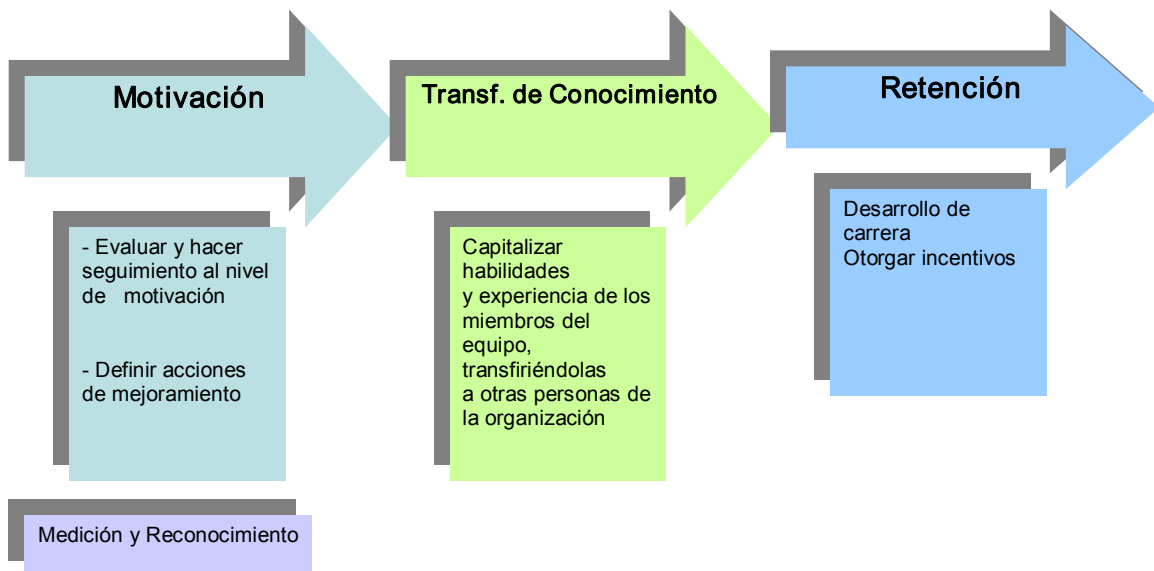 Motivación
Transf. de Conocimiento
Retención
- Evaluar y hacer
seguimiento al nivel
de motivación
- Definir acciones
de mejoramiento
Capitalizar
habilidades
y experiencia de los
miembros del
equipo,
transfiriéndolas
a otras personas de
la organización
Desarrollo de
carrera
Otorgar incentivos
Medición y Reconocimiento